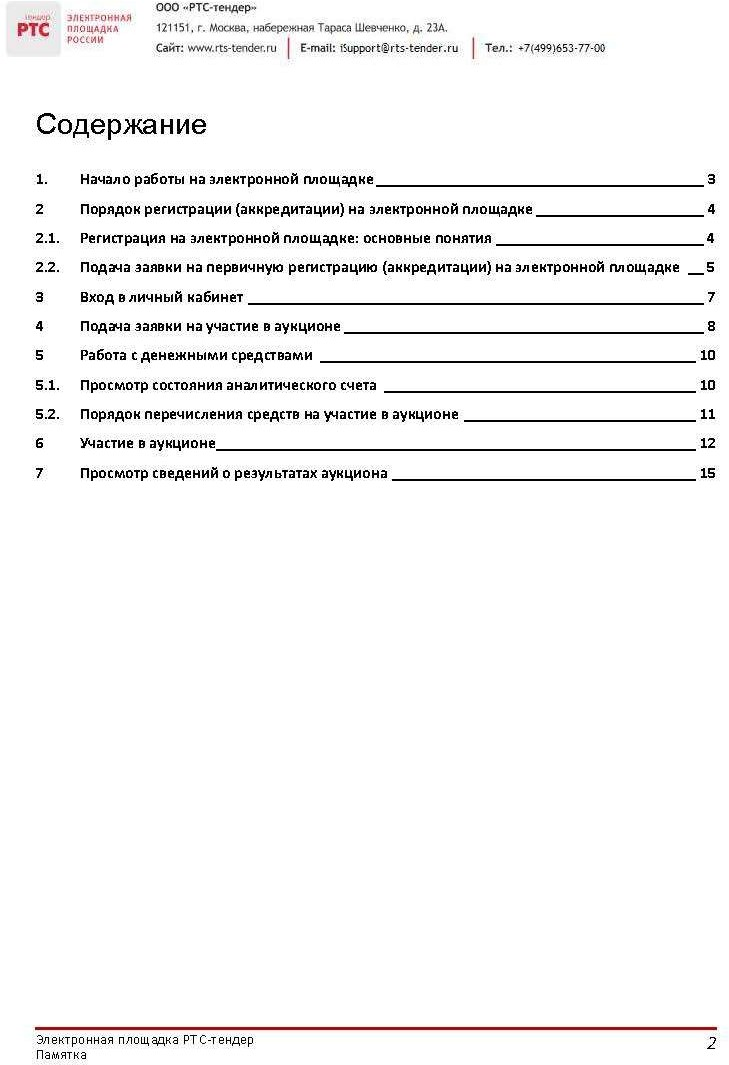 ООО «РТС-тендер»
тендер
РТС
ЭЛЕКТРОННАЯ
ПЛОЩАДКА
РОССИИ
121151, г. Москва, набережная Тараса Шевченко, д. 23А.
Сайт: www.rts-tender.ru | E-mail: iSupport@rts-tender.ru | Тел.: +7(499)653-77-00
Содержание
1. Начало работы на электронной площадке 3
2 Порядок регистрации (аккредитации) на электронной площадке 4
2.1. Регистрация на электронной площадке: основные понятия 4
2.2. Подача заявки на первичную регистрацию (аккредитации) на электронной площадке 5
3 Вход в личный кабинет 7
4 Подача заявки на участие в аукционе 8
5 Работа с денежными средствами 10
5.1. Просмотр состояния аналитического счета 10
5.2. Порядок перечисления средств на участие в аукционе 11
6 Участие в аукционе 12
7 Просмотр сведений о результатах аукциона 15
Электронная площадка РТС-тендер 2
Памятка